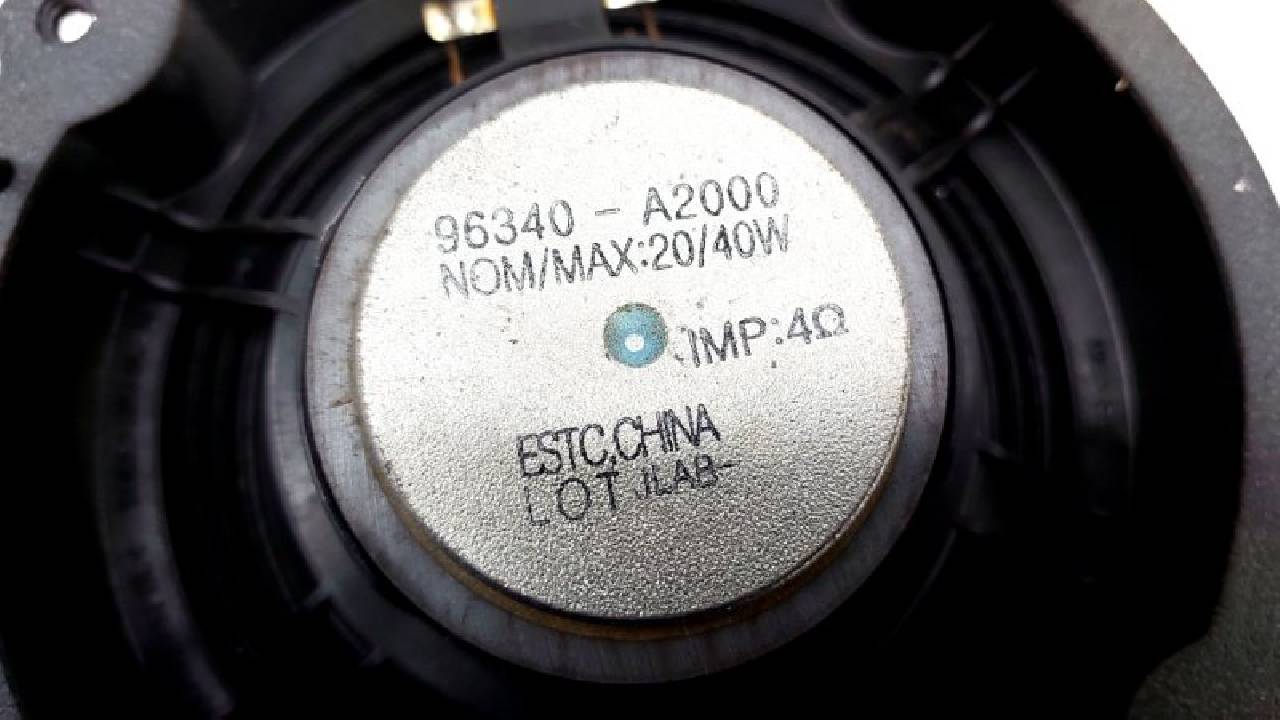 96340 - A2000
NOM/MAX:20/40W
IMP:4Ω
ESTC.CHINA
LOT JLAB-